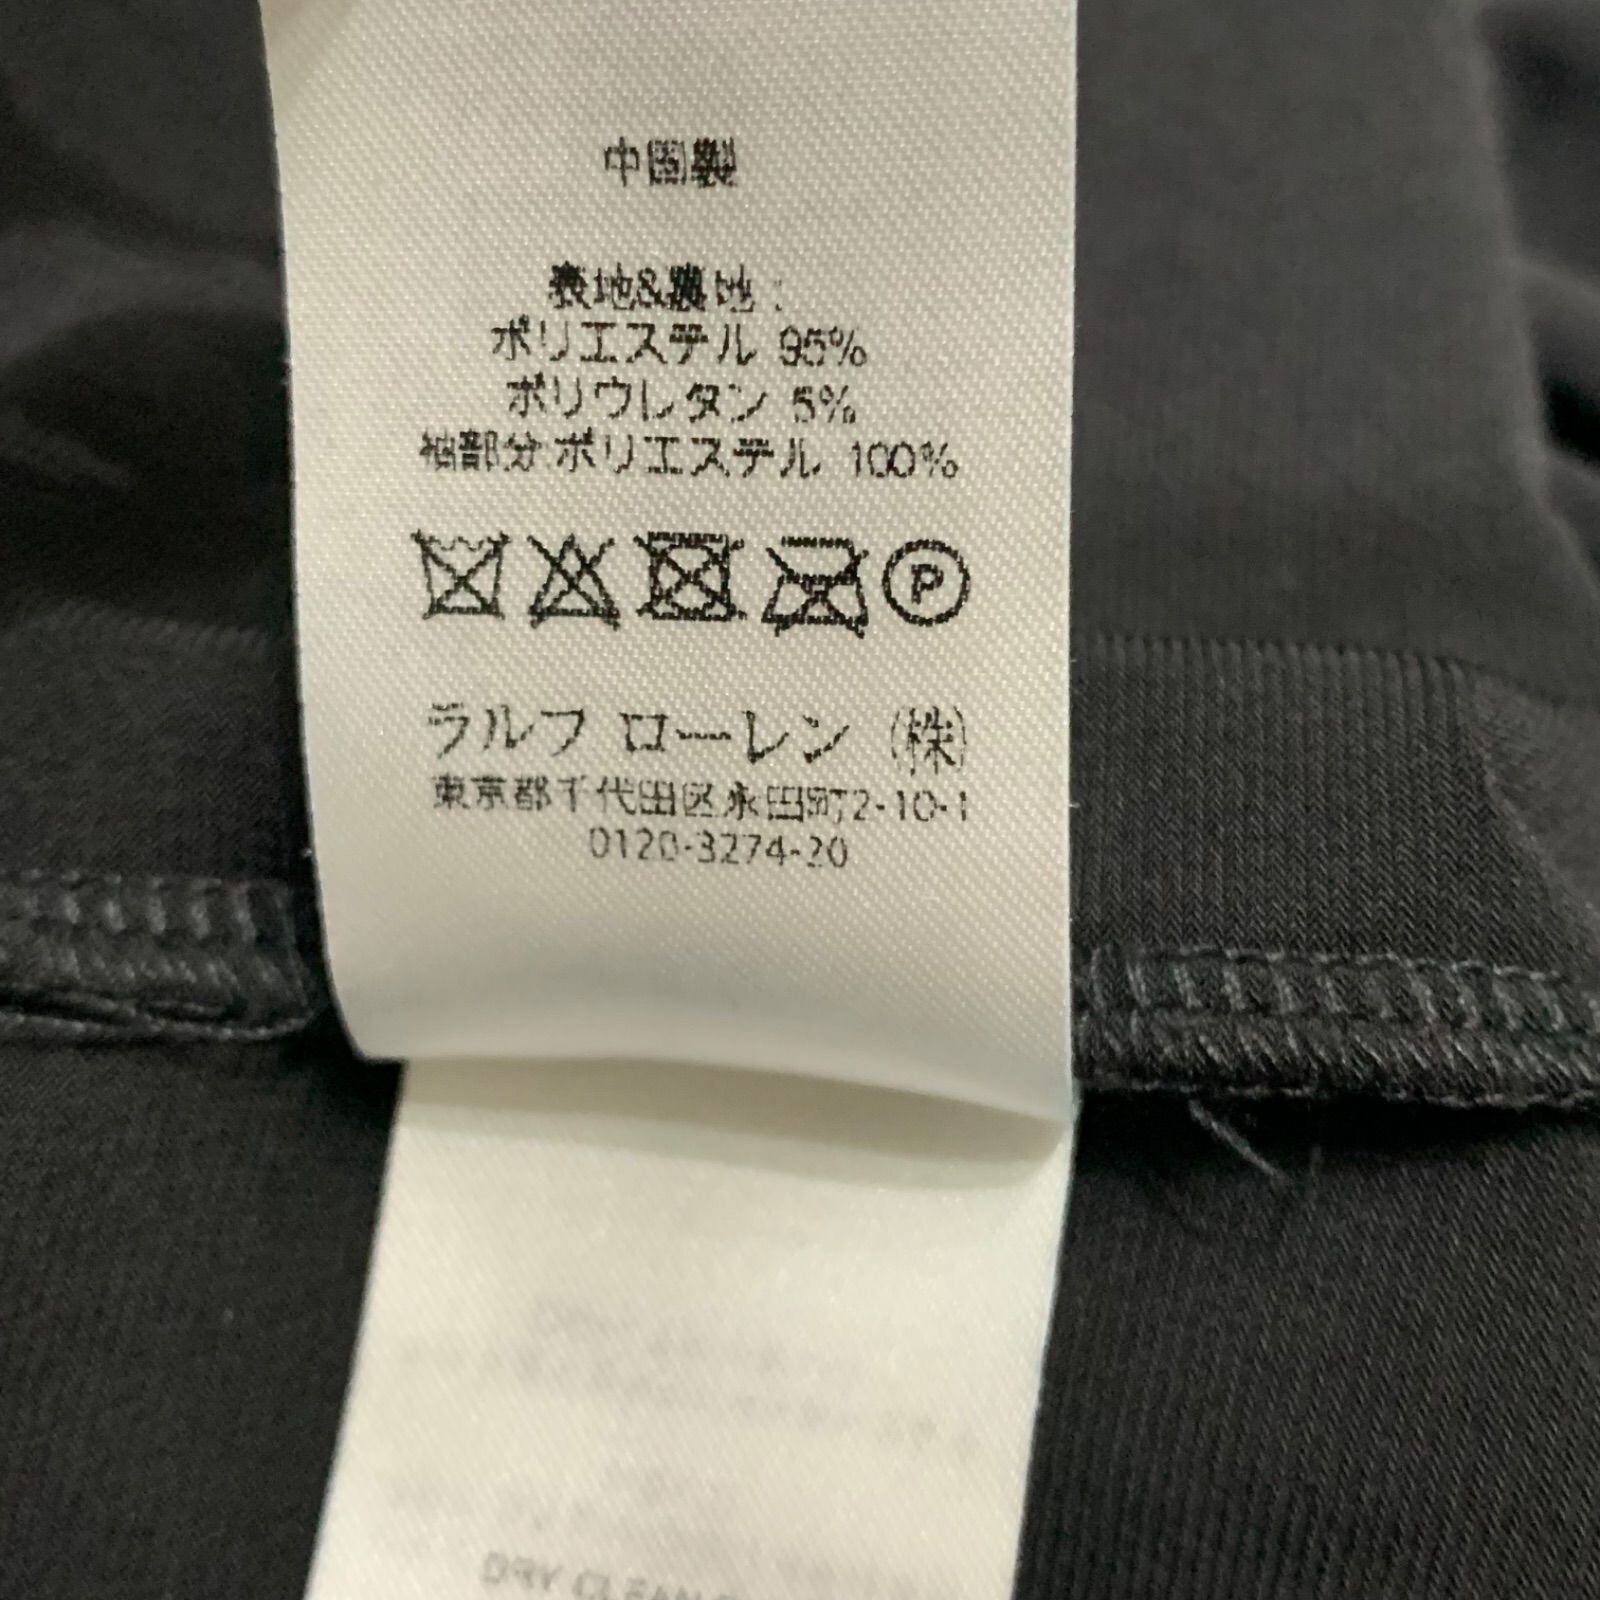 中国製
表地&裏地:
ポリエステル 95%
ポリウレタン 5%
袖部分:ポリエステル 100%
P
ラルフ ローレン (株)
東京都千代田区永田町2-10-1
0120-3274-20
DRY CLEAN